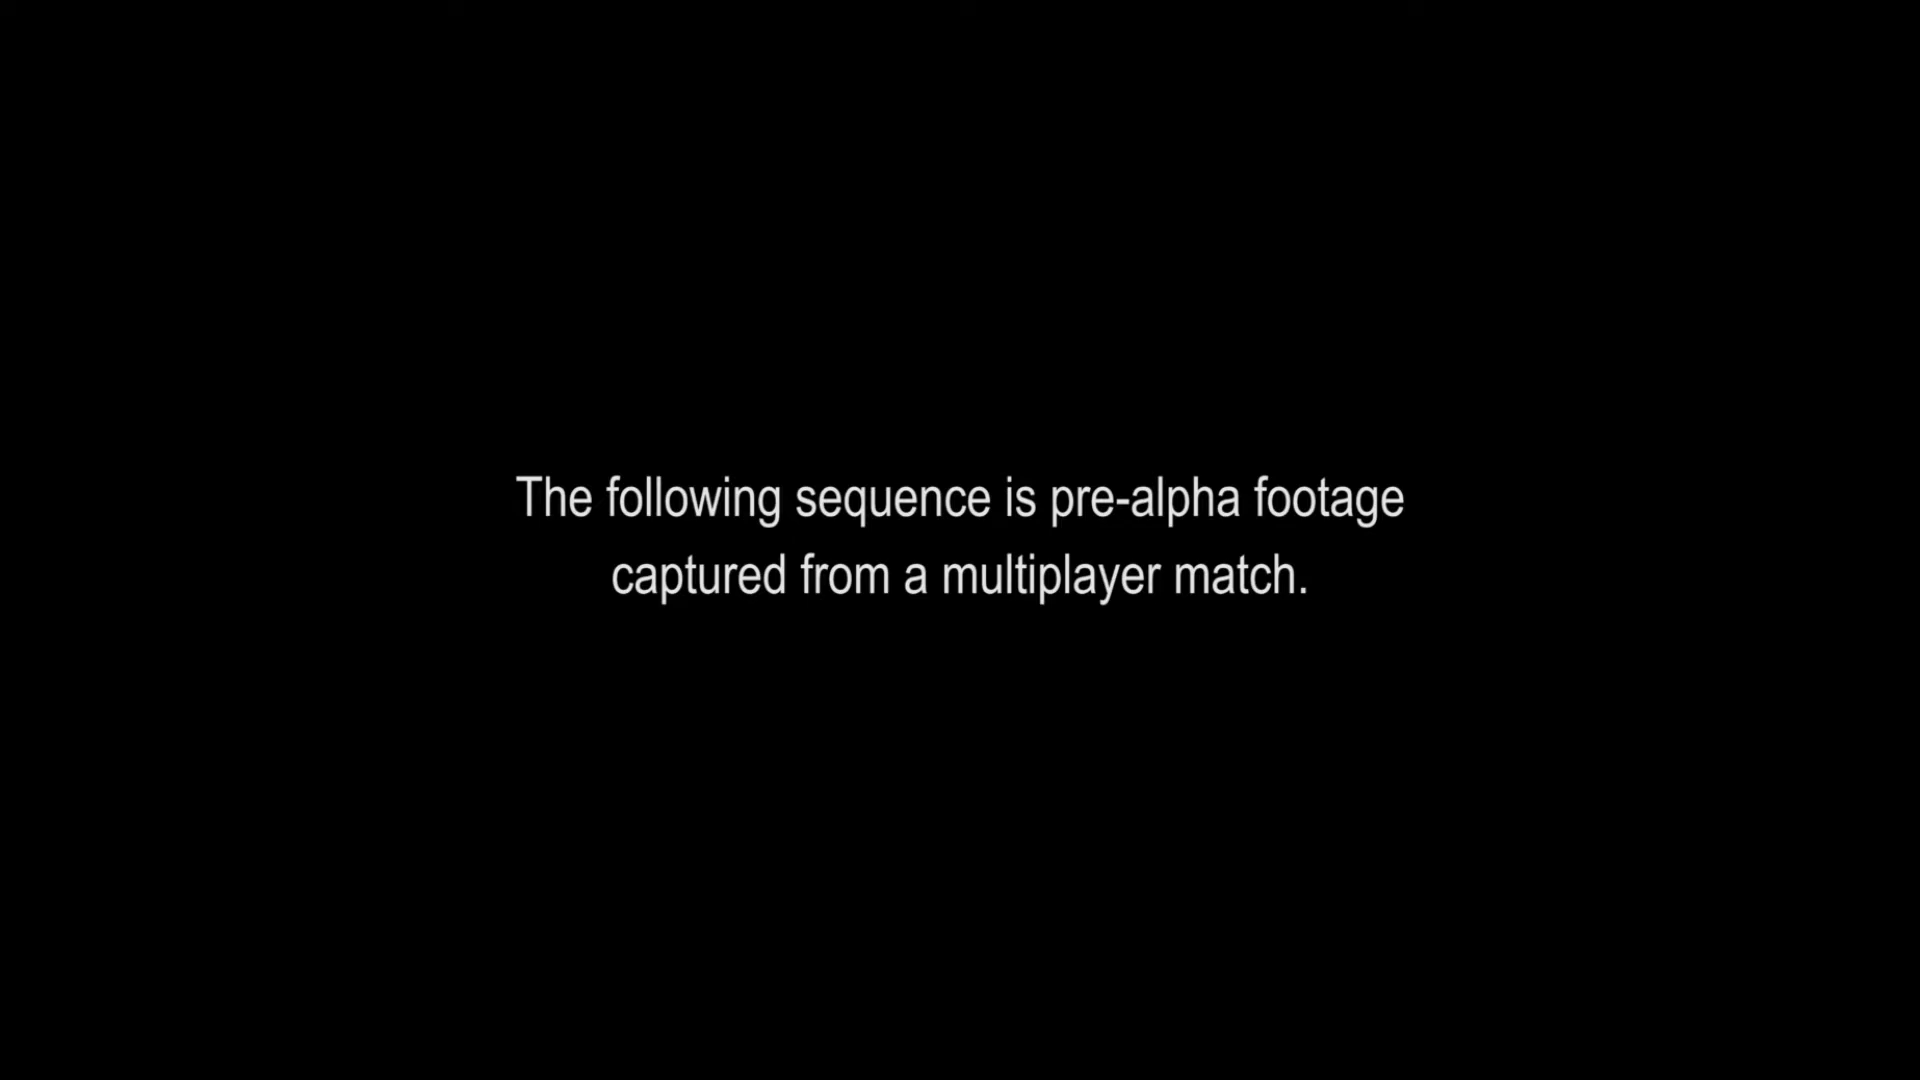 The following sequence is pre-alpha footage
captured from a multiplayer match.